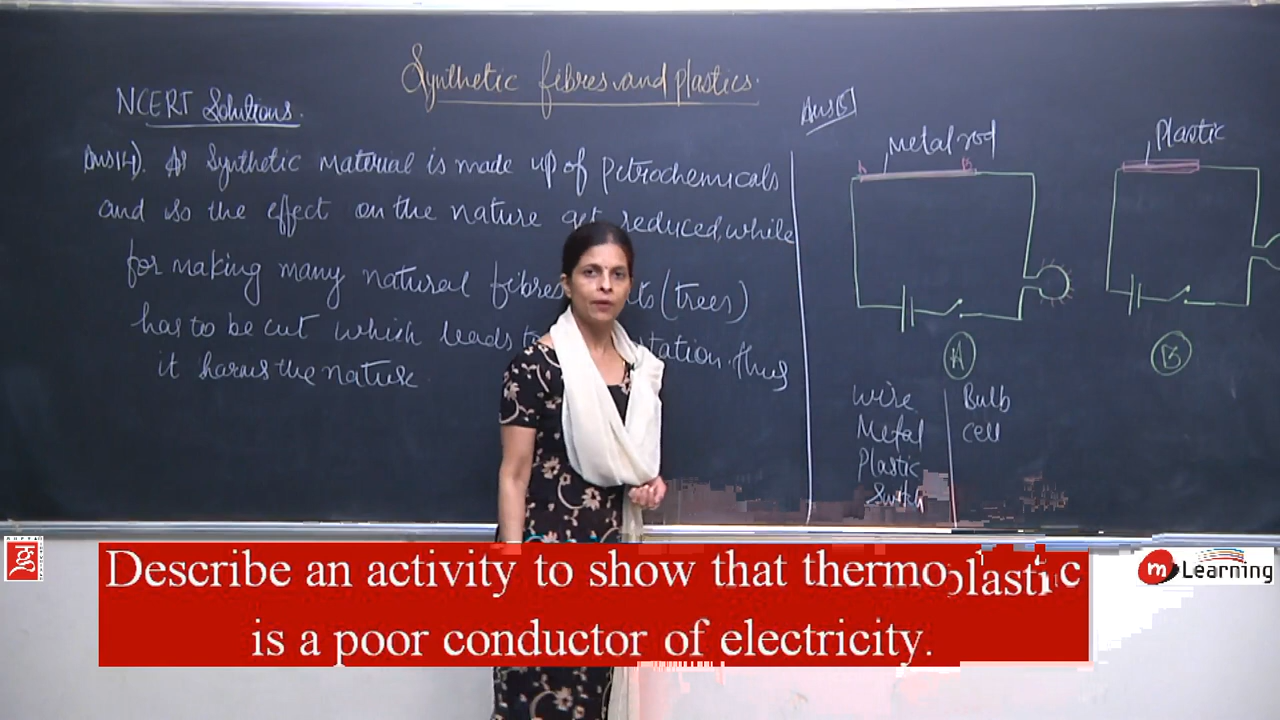 Synthetic fibres and plastics.
NCERT Solutions.
Ans 14). Synthetic Material is made up of petrochemicals
and so the effect on the nature get reduced, while
for making many natural fibres (trees)
has to be cut which leads to thus
it harms the nature.
Ans 15)
Metal rod
A B
Plastic
A
B
Wire Bulb
Metal cell
Plastic
Switch
Describe an activity to show that thermoplastic
is a poor conductor of electricity.
m Learning